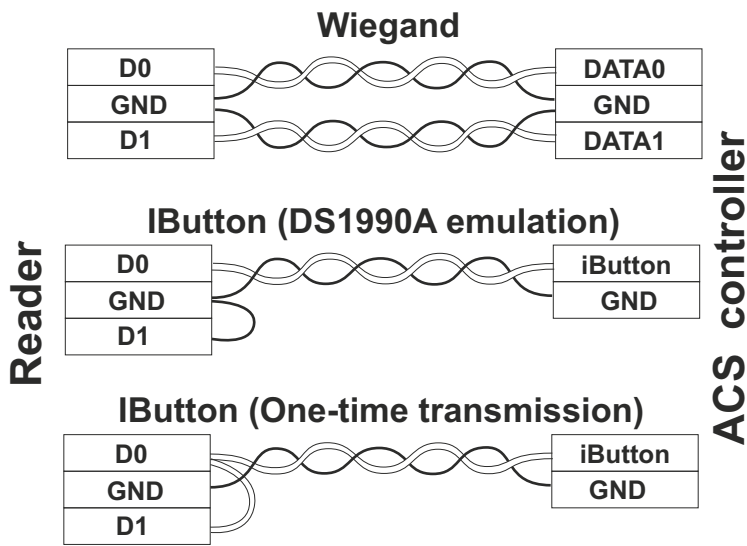 Wiegand
D0
GND
D1
DATA0
GND
DATA1
IButton (DS1990A emulation)
D0
GND
D1
iButton
GND
IButton (One-time transmission)
D0
GND
D1
iButton
GND
Reader
ACS controller